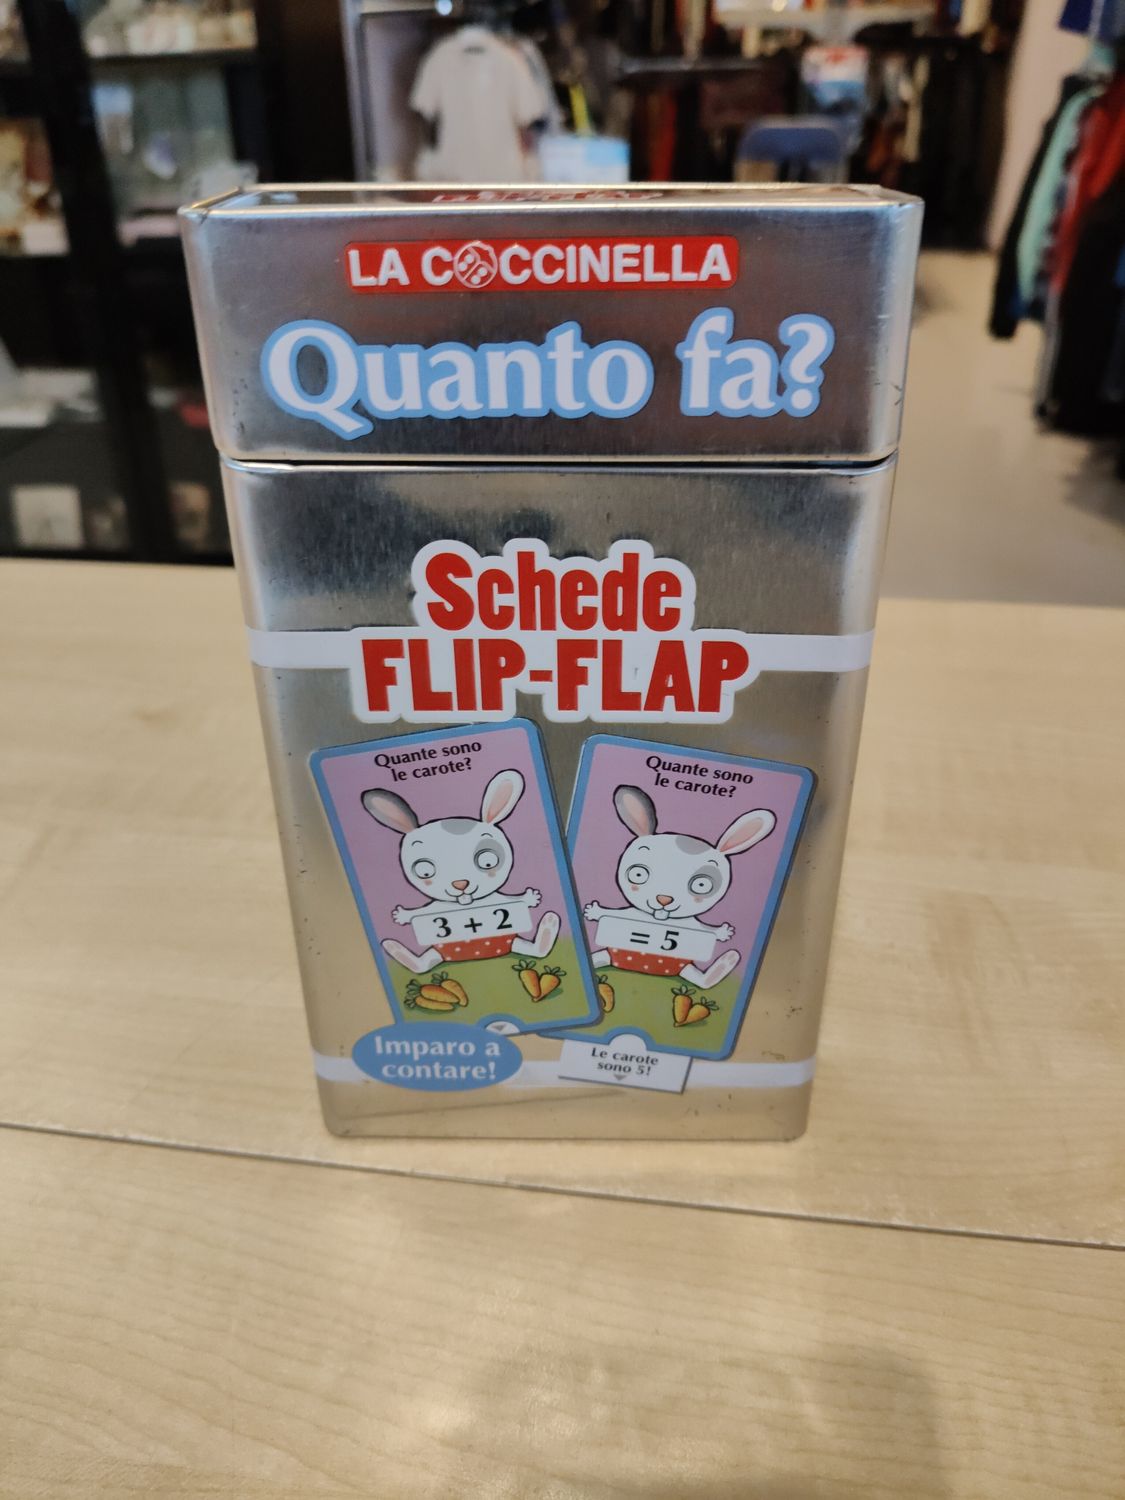 LA COCCINELLA
Quanto fa?
Schede
FLIP-FLAP
Quante sono
le carote?
3 + 2
Quante sono
le carote?
= 5
Le carote
sono 5!
Imparo a
contare!